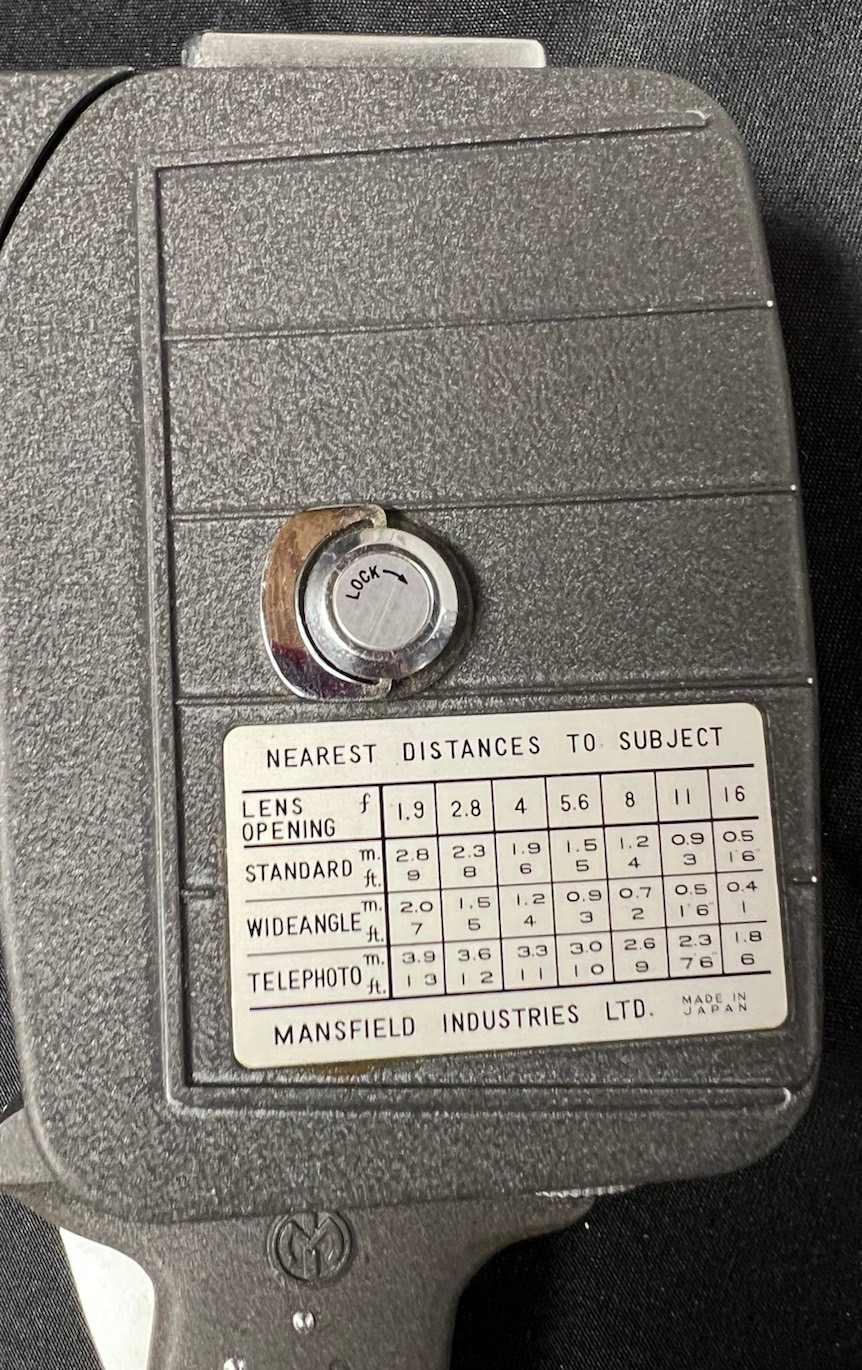 LOCK
NEAREST DISTANCES TO SUBJECT
LENS OPENING f 1.9 2.8 4 5.6 8 11 16
STANDARD m. 2.8 2.3 1.9 1.5 1.2 0.9 0.5
ft. 9 8 6 5 4 3 1'6"
WIDEANGLE m. 2.0 1.5 1.2 0.9 0.7 0.5 0.4
ft. 7 5 4 3 2 1'6" 1
TELEPHOTO m. 3.9 3.6 3.3 3.0 2.6 2.3 1.8
ft. 13 12 11 10 9 7'6" 6
MANSFIELD INDUSTRIES LTD. MADE IN JAPAN
M